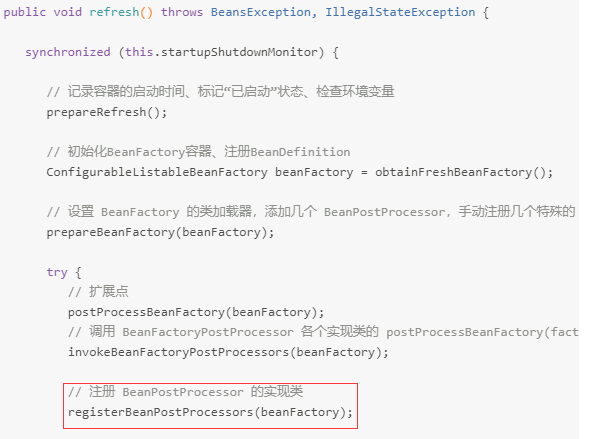 public void refresh() throws BeansException, IllegalStateException {
synchronized (this.startupShutdownMonitor) {
// 记录容器的启动时间、标记“已启动”状态、检查环境变量
prepareRefresh();
// 初始化BeanFactory容器、注册BeanDefinition
ConfigurableListableBeanFactory beanFactory = obtainFreshBeanFactory();
// 设置 BeanFactory 的类加载器，添加几个 BeanPostProcessor，手动注册几个特殊的
prepareBeanFactory(beanFactory);
try {
// 扩展点
postProcessBeanFactory(beanFactory);
// 调用 BeanFactoryPostProcessor 各个实现类的 postProcessBeanFactory(fact
invokeBeanFactoryPostProcessors(beanFactory);
// 注册 BeanPostProcessor 的实现类
registerBeanPostProcessors(beanFactory);